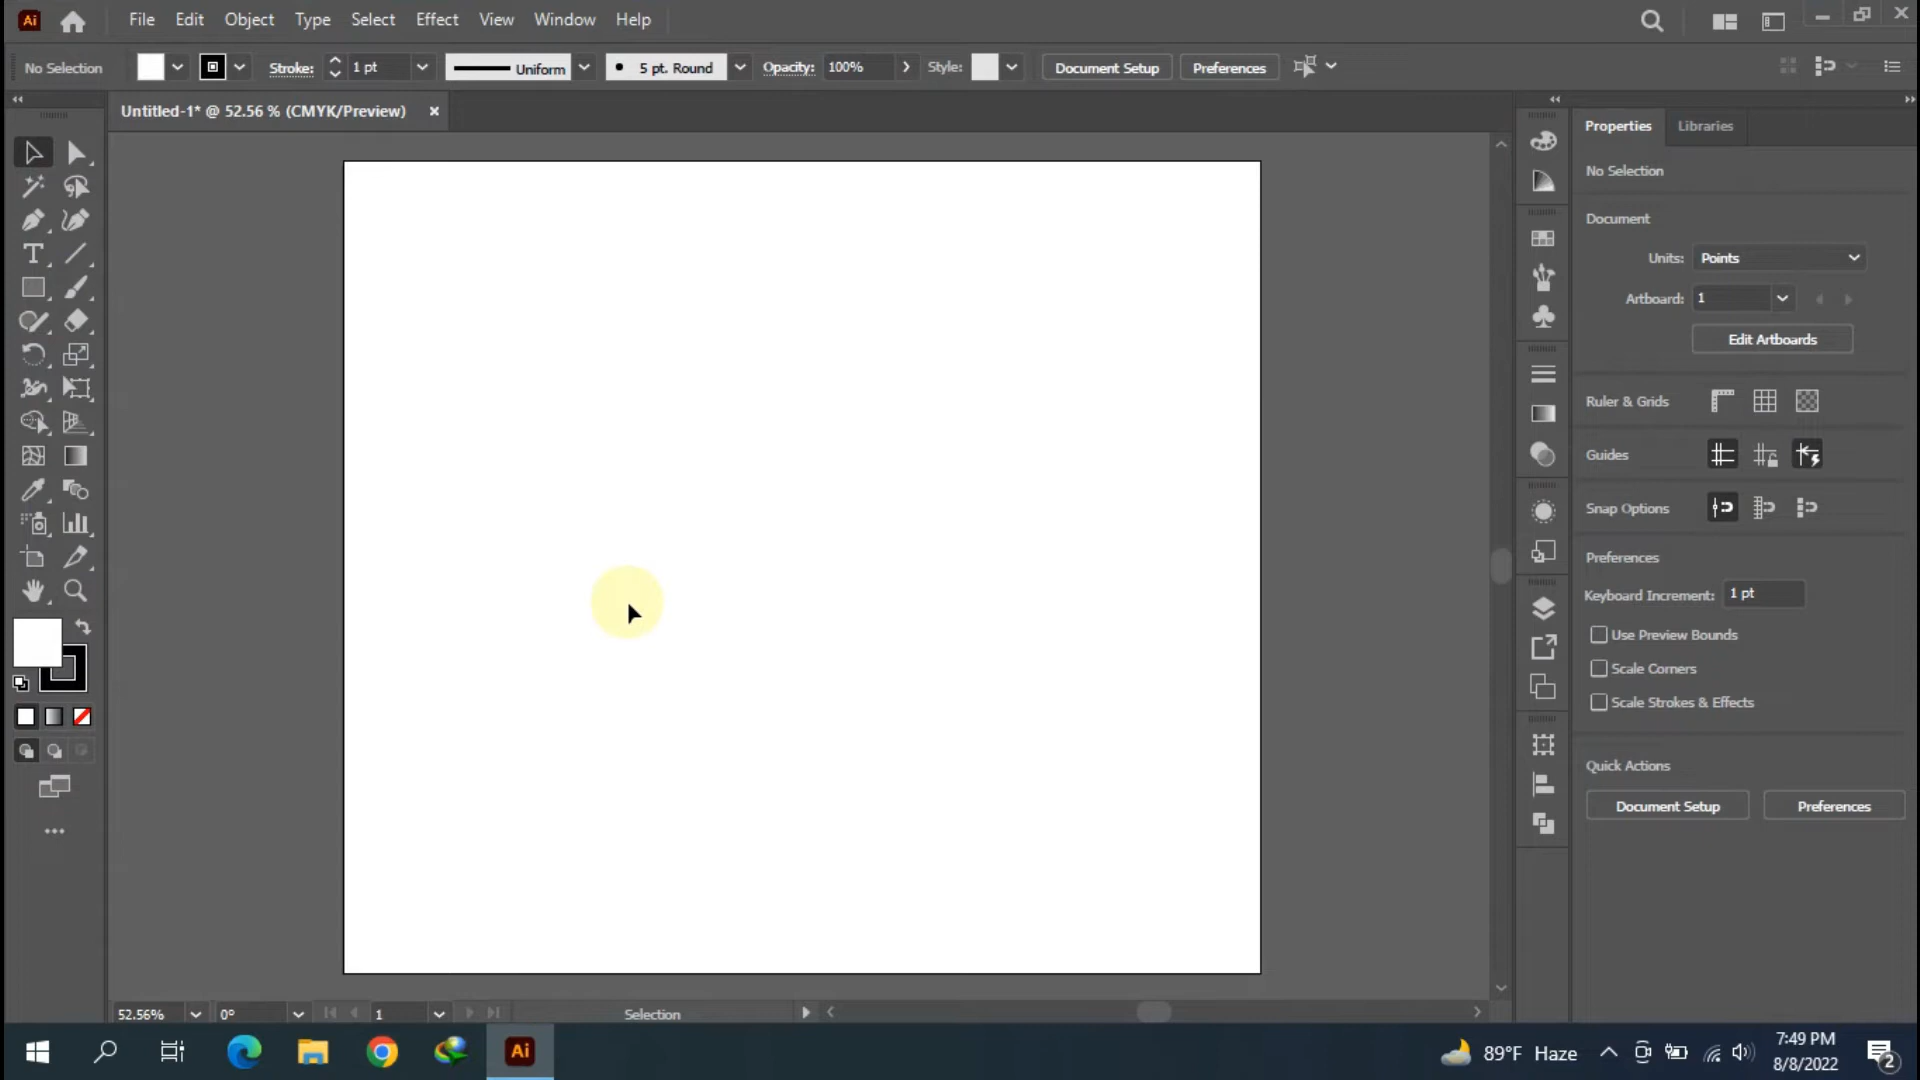 Ai File Edit Object Type Select Effect View Window Help
No Selection Stroke: 1 pt Uniform 5 pt. Round Opacity: 100% Style: Document Setup Preferences
Untitled-1* @ 52.56 % (CMYK/Preview)
Properties Libraries
No Selection
Document
Units: Points
Artboard: 1
Edit Artboards
Ruler & Grids
Guides
Snap Options
Preferences
Keyboard Increment: 1 pt
Use Preview Bounds
Scale Corners
Scale Strokes & Effects
Quick Actions
Document Setup Preferences
52.56% 0° 1 Selection
Ai 89°F Haze 7:49 PM
8/8/2022 2